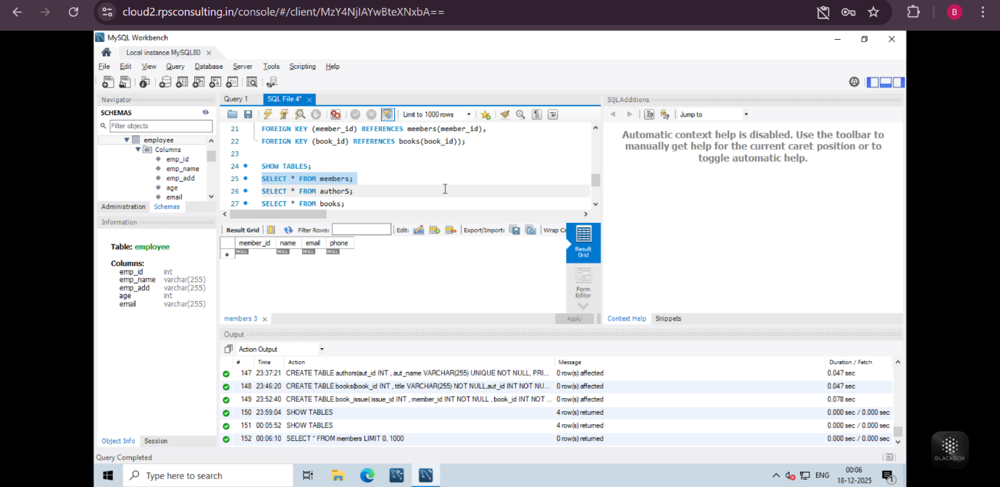 cloud2.rpsconsulting.in/console/#/client/MzY4NjIAYwBteXNxbA==
B
MySQL Workbench
Local instance MySQL80
File Edit View Query Database Server Tools Scripting Help
Navigator
SCHEMAS
Filter objects
employee
Columns
emp_id
emp_name
emp_add
age
email
Administration Schemas
Information
Table: employee
Columns:
emp_id int
emp_name varchar(255)
emp_add varchar(255)
age int
email varchar(255)
Object Info Session
Query 1 SQL File 4*
Limit to 1000 rows
21 FOREIGN KEY (member_id) REFERENCES members(member_id),
22 FOREIGN KEY (book_id) REFERENCES books(book_id));
23
24 SHOW TABLES;
25 SELECT * FROM members;
26 SELECT * FROM authorS;
27 SELECT * FROM books;
Result Grid Filter Rows: Edit: Export/Import: Wrap Ce
member_id name email phone
NULL NULL NULL NULL
Result Grid
Form Editor
members 3 Apply
SQLAdditions
Jump to
Automatic context help is disabled. Use the toolbar to
manually get help for the current caret position or to
toggle automatic help.
Context Help Snippets
Output
Action Output
# Time Action Message Duration / Fetch
147 23:37:21 CREATE TABLE authors(aut_id INT , aut_name VARCHAR(255) UNIQUE NOT NULL, PRI... 0 row(s) affected 0.047 sec
148 23:46:20 CREATE TABLE books(book_id INT , title VARCHAR(255) NOT NULL,aut_id INT NOT NU... 0 row(s) affected 0.047 sec
149 23:52:40 CREATE TABLE book_issue( issue_id INT , member_id INT NOT NULL , book_id INT NOT ... 0 row(s) affected 0.078 sec
150 23:59:04 SHOW TABLES 4 row(s) returned 0.000 sec / 0.000 sec
151 00:05:52 SHOW TABLES 4 row(s) returned 0.000 sec / 0.000 sec
152 00:06:10 SELECT * FROM members LIMIT 0, 1000 0 row(s) returned 0.000 sec / 0.000 sec
Query Completed
BLACKBOX
Type here to search
ENG
00:06
18-12-2025
1